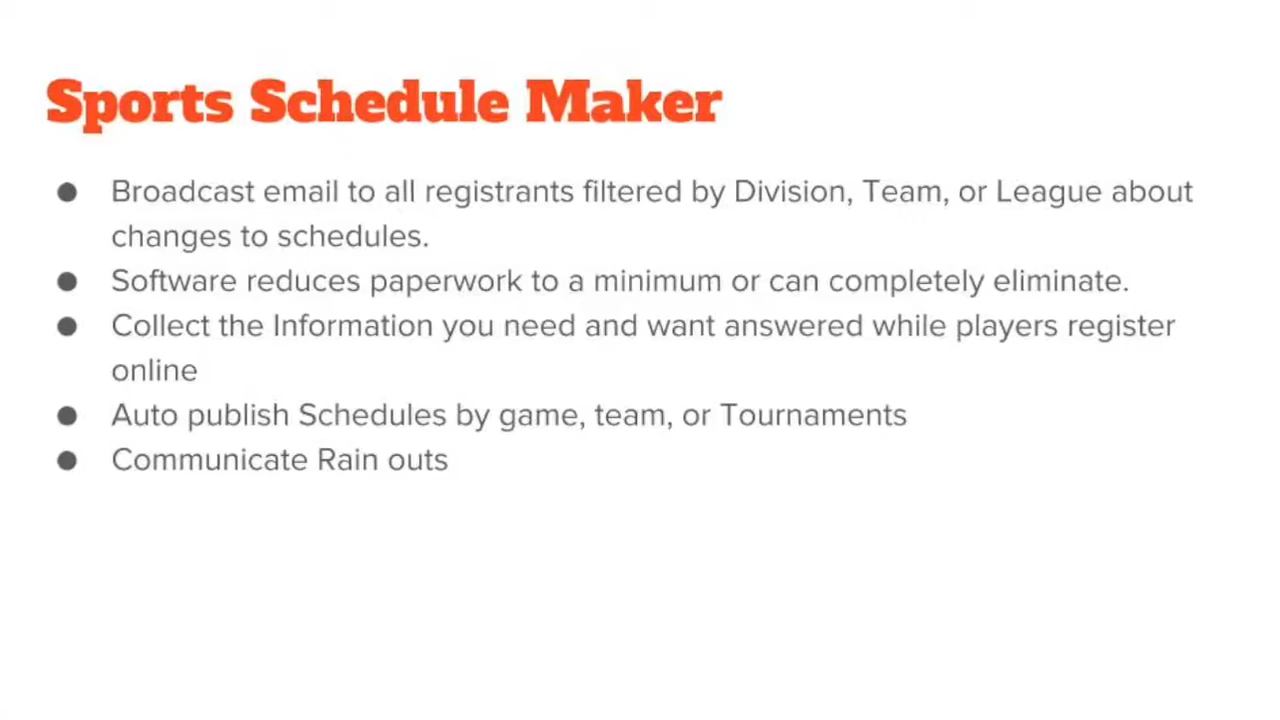 Sports Schedule Maker
● Broadcast email to all registrants filtered by Division, Team, or League about
changes to schedules.
● Software reduces paperwork to a minimum or can completely eliminate.
● Collect the Information you need and want answered while players register
online
● Auto publish Schedules by game, team, or Tournaments
● Communicate Rain outs